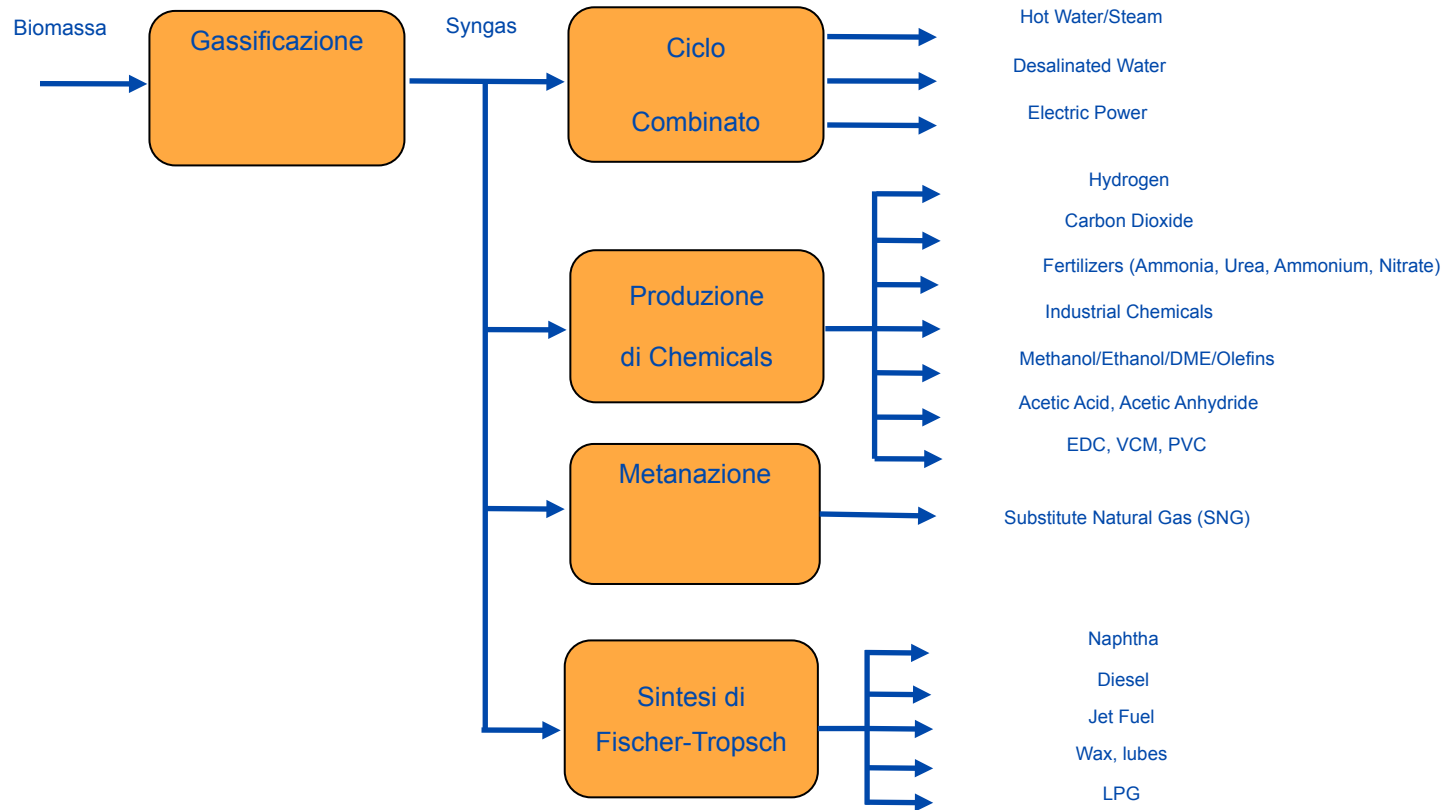 Biomassa
Gassificazione
Syngas
Ciclo
Combinato
Hot Water/Steam
Desalinated Water
Electric Power
Produzione
di Chemicals
Hydrogen
Carbon Dioxide
Fertilizers (Ammonia, Urea, Ammonium, Nitrate)
Industrial Chemicals
Methanol/Ethanol/DME/Olefins
Acetic Acid, Acetic Anhydride
EDC, VCM, PVC
Metanazione
Substitute Natural Gas (SNG)
Sintesi di
Fischer-Tropsch
Naphtha
Diesel
Jet Fuel
Wax, lubes
LPG